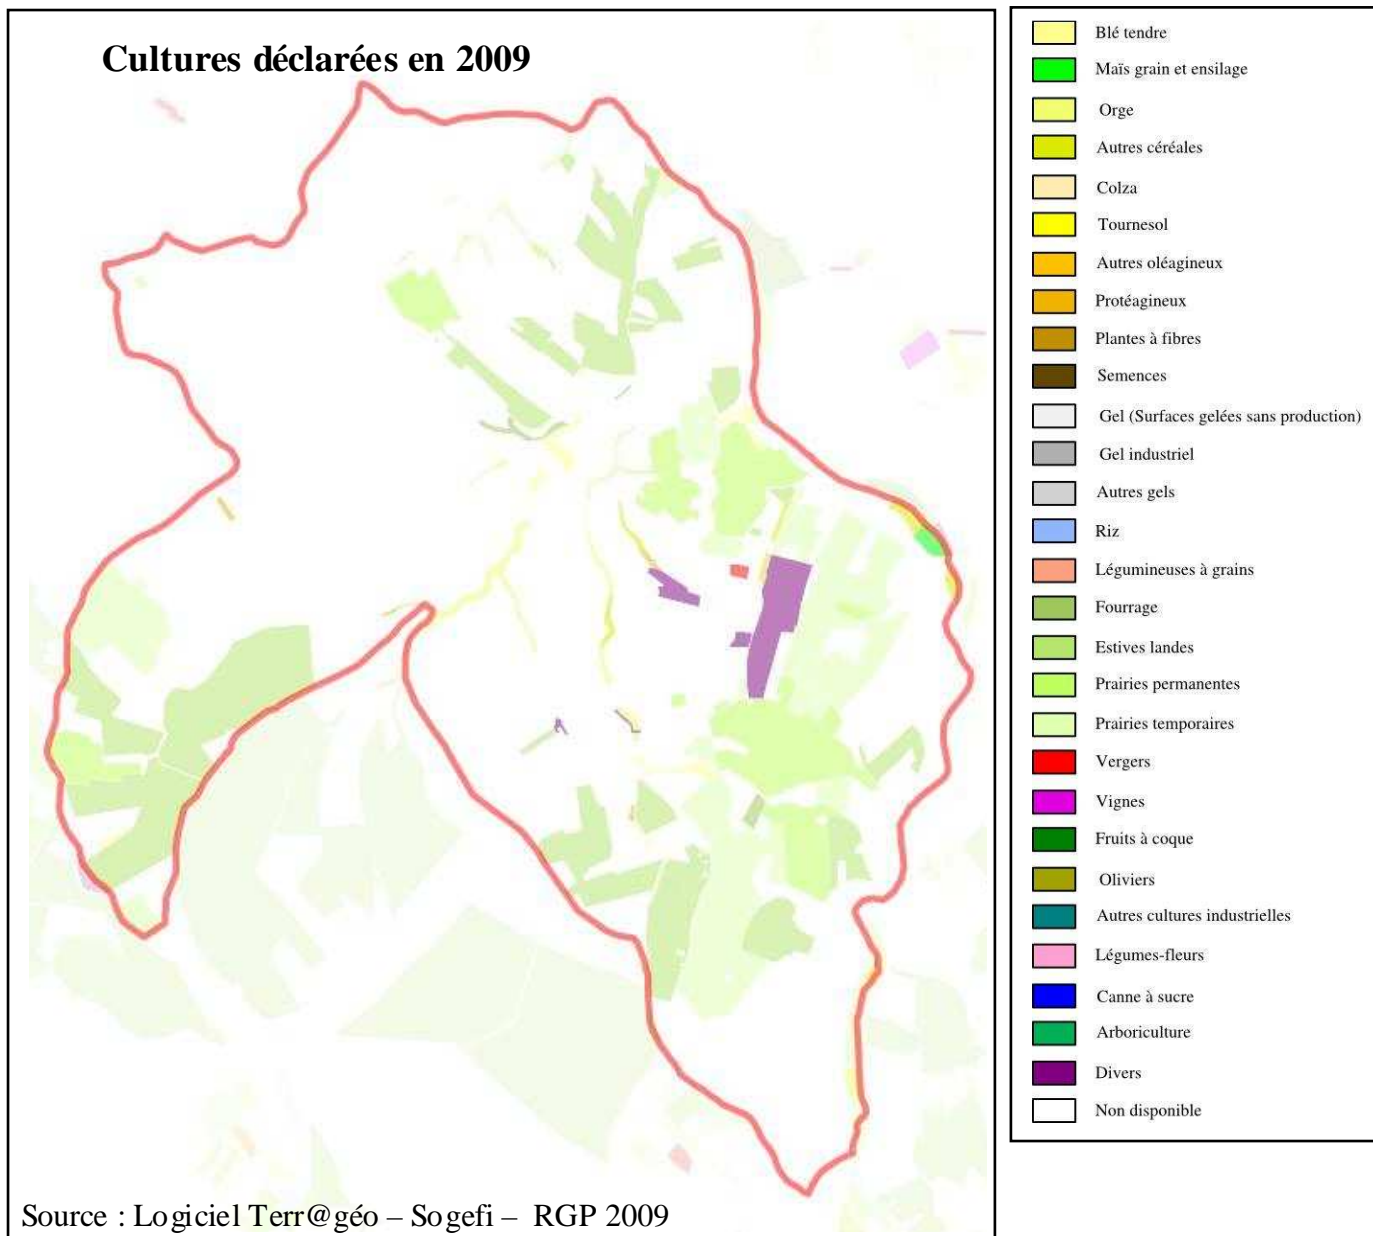 Cultures déclarées en 2009
Blé tendre
Maïs grain et ensilage
Orge
Autres céréales
Colza
Tournesol
Autres oléagineux
Protéagineux
Plantes à fibres
Semences
Gel (Surfaces gelées sans production)
Gel industriel
Autres gels
Riz
Légumineuses à grains
Fourrage
Estives landes
Prairies permanentes
Prairies temporaires
Vergers
Vignes
Fruits à coque
Oliviers
Autres cultures industrielles
Légumes-fleurs
Canne à sucre
Arboriculture
Divers
Non disponible
Source : Logiciel Terr@géo – Sogefi – RGP 2009